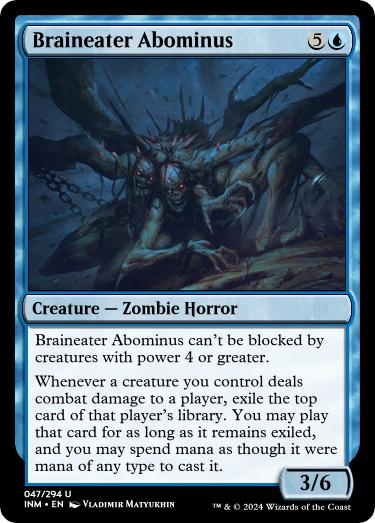 Braineater Abominus 5
Creature — Zombie Horror
Braineater Abominus can't be blocked by
creatures with power 4 or greater.
Whenever a creature you control deals
combat damage to a player, exile the top
card of that player's library. You may play
that card for as long as it remains exiled,
and you may spend mana as though it were
mana of any type to cast it.
3/6
047/294 U
INM • EN Vladimir Matyukhin
™ & © 2024 Wizards of the Coast